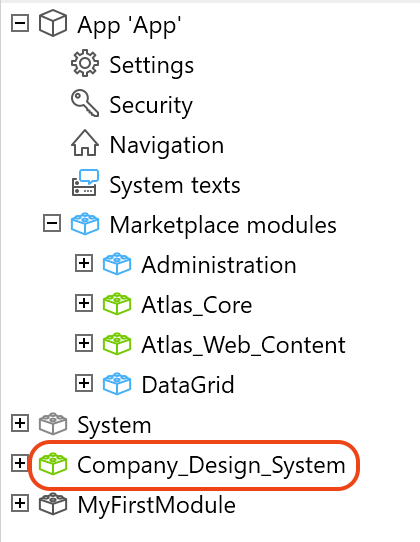 App 'App'
Settings
Security
Navigation
System texts
Marketplace modules
Administration
Atlas_Core
Atlas_Web_Content
DataGrid
System
Company_Design_System
MyFirstModule